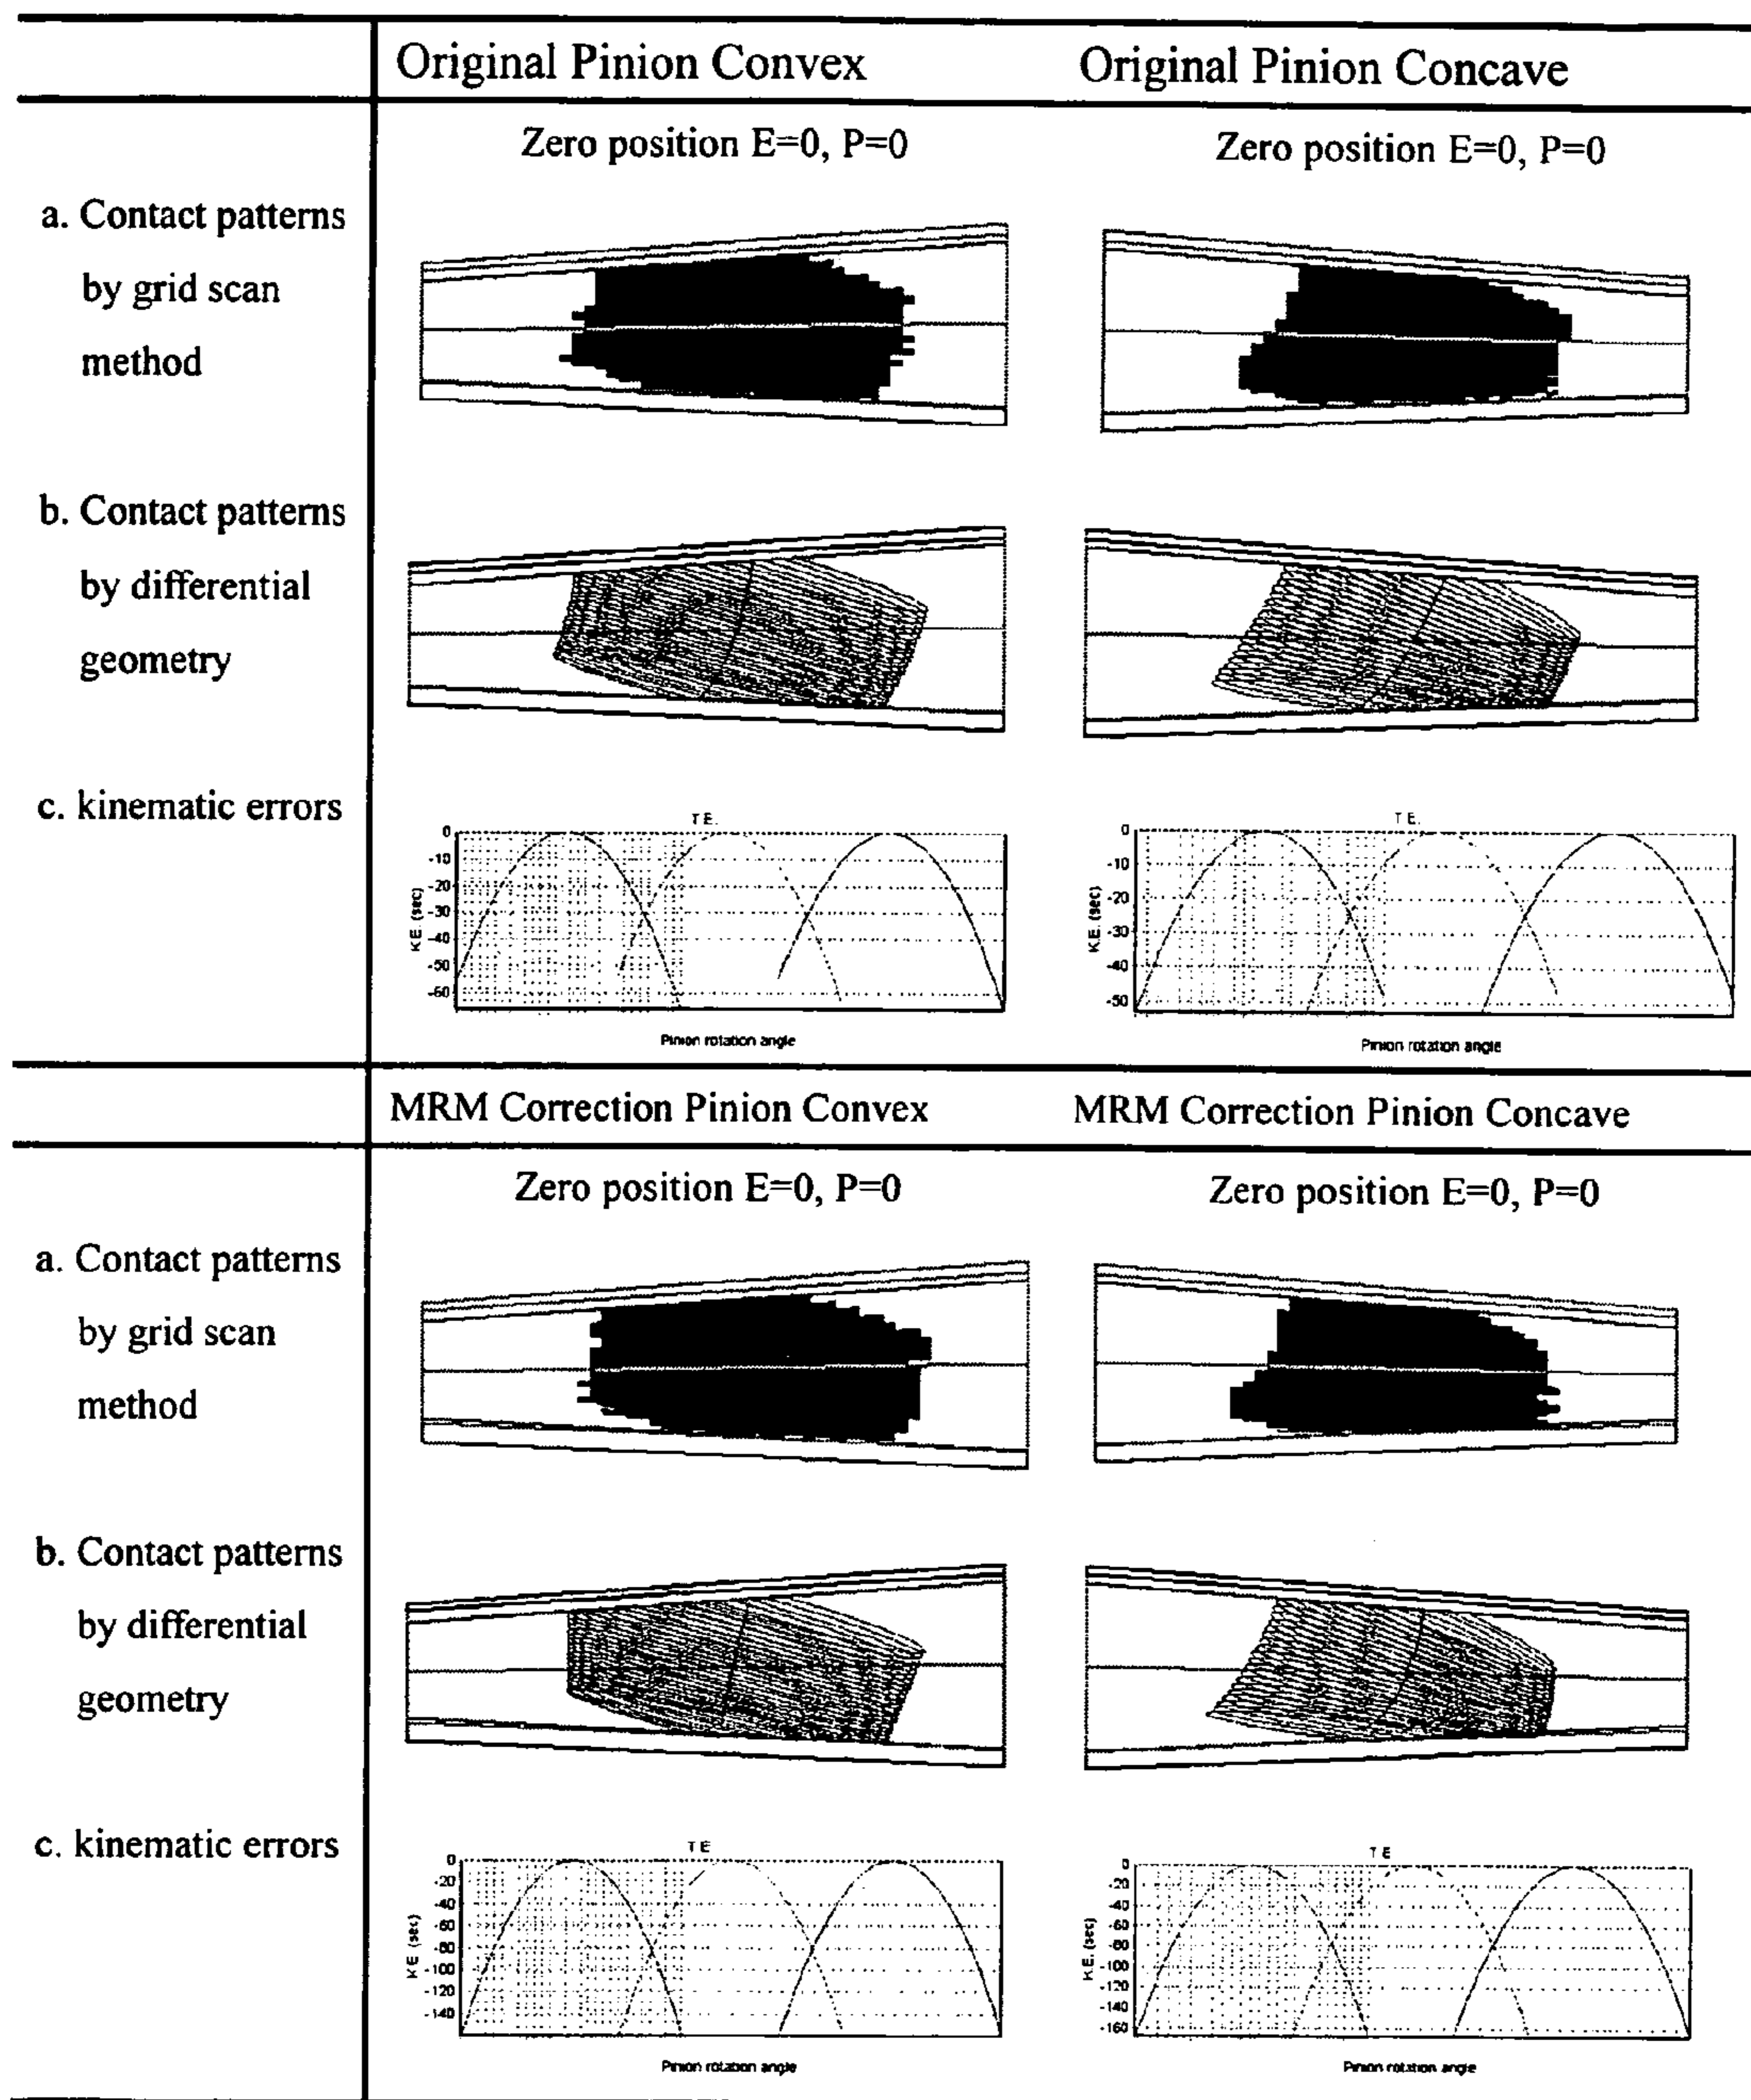 Original Pinion Convex
Original Pinion Concave
Zero position E=0, P=0
Zero position E=0, P=0
a. Contact patterns
by grid scan
method
b. Contact patterns
by differential
geometry
c. kinematic errors
T E.
0
-10
-20
-30
-40
-50
-60
K.E. (sec)
Pinion rotation angle
T E.
0
-10
-20
-30
-40
-50
K.E. (sec)
Pinion rotation angle
MRM Correction Pinion Convex
MRM Correction Pinion Concave
Zero position E=0, P=0
Zero position E=0, P=0
a. Contact patterns
by grid scan
method
b. Contact patterns
by differential
geometry
c. kinematic errors
T E
0
-20
-40
-60
-80
-100
-120
-140
K.E. (sec)
Pinion rotation angle
T E
0
-20
-40
-60
-80
-100
-120
-140
-160
K.E. (sec)
Pinion rotation angle